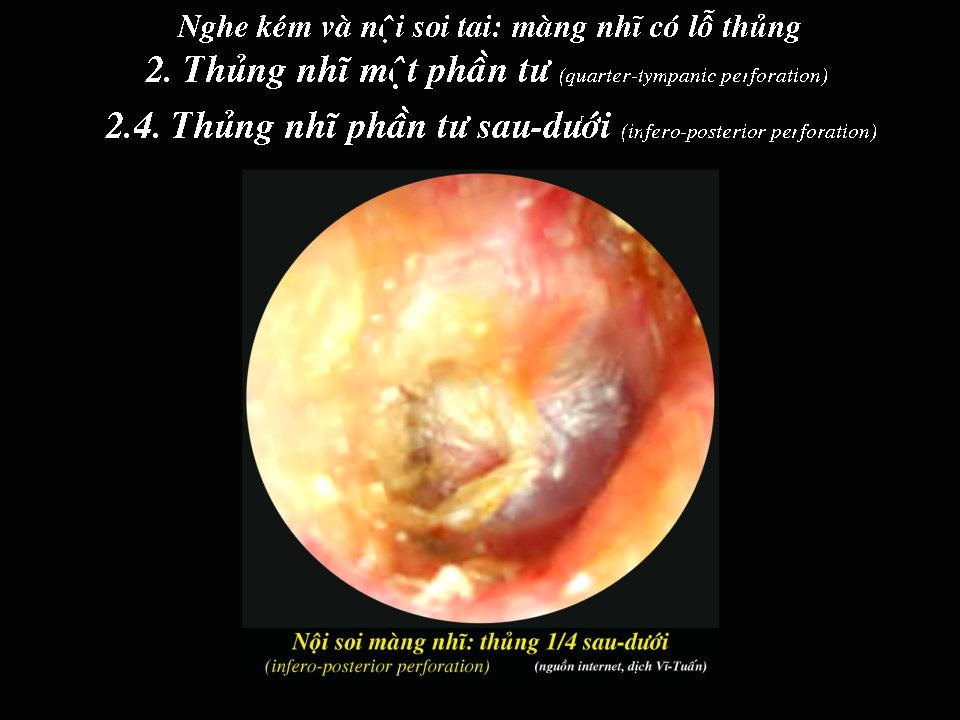 Nghe kém và nội soi tai: màng nhĩ có lỗ thủng
2. Thủng nhĩ một phần tư (quarter-tympanic perforation)
2.4. Thủng nhĩ phần tư sau-dưới (infero-posterior perforation)
Nội soi màng nhĩ: thủng 1/4 sau-dưới
(infero-posterior perforation) (nguồn internet, dịch Vĩ-Tuấn)